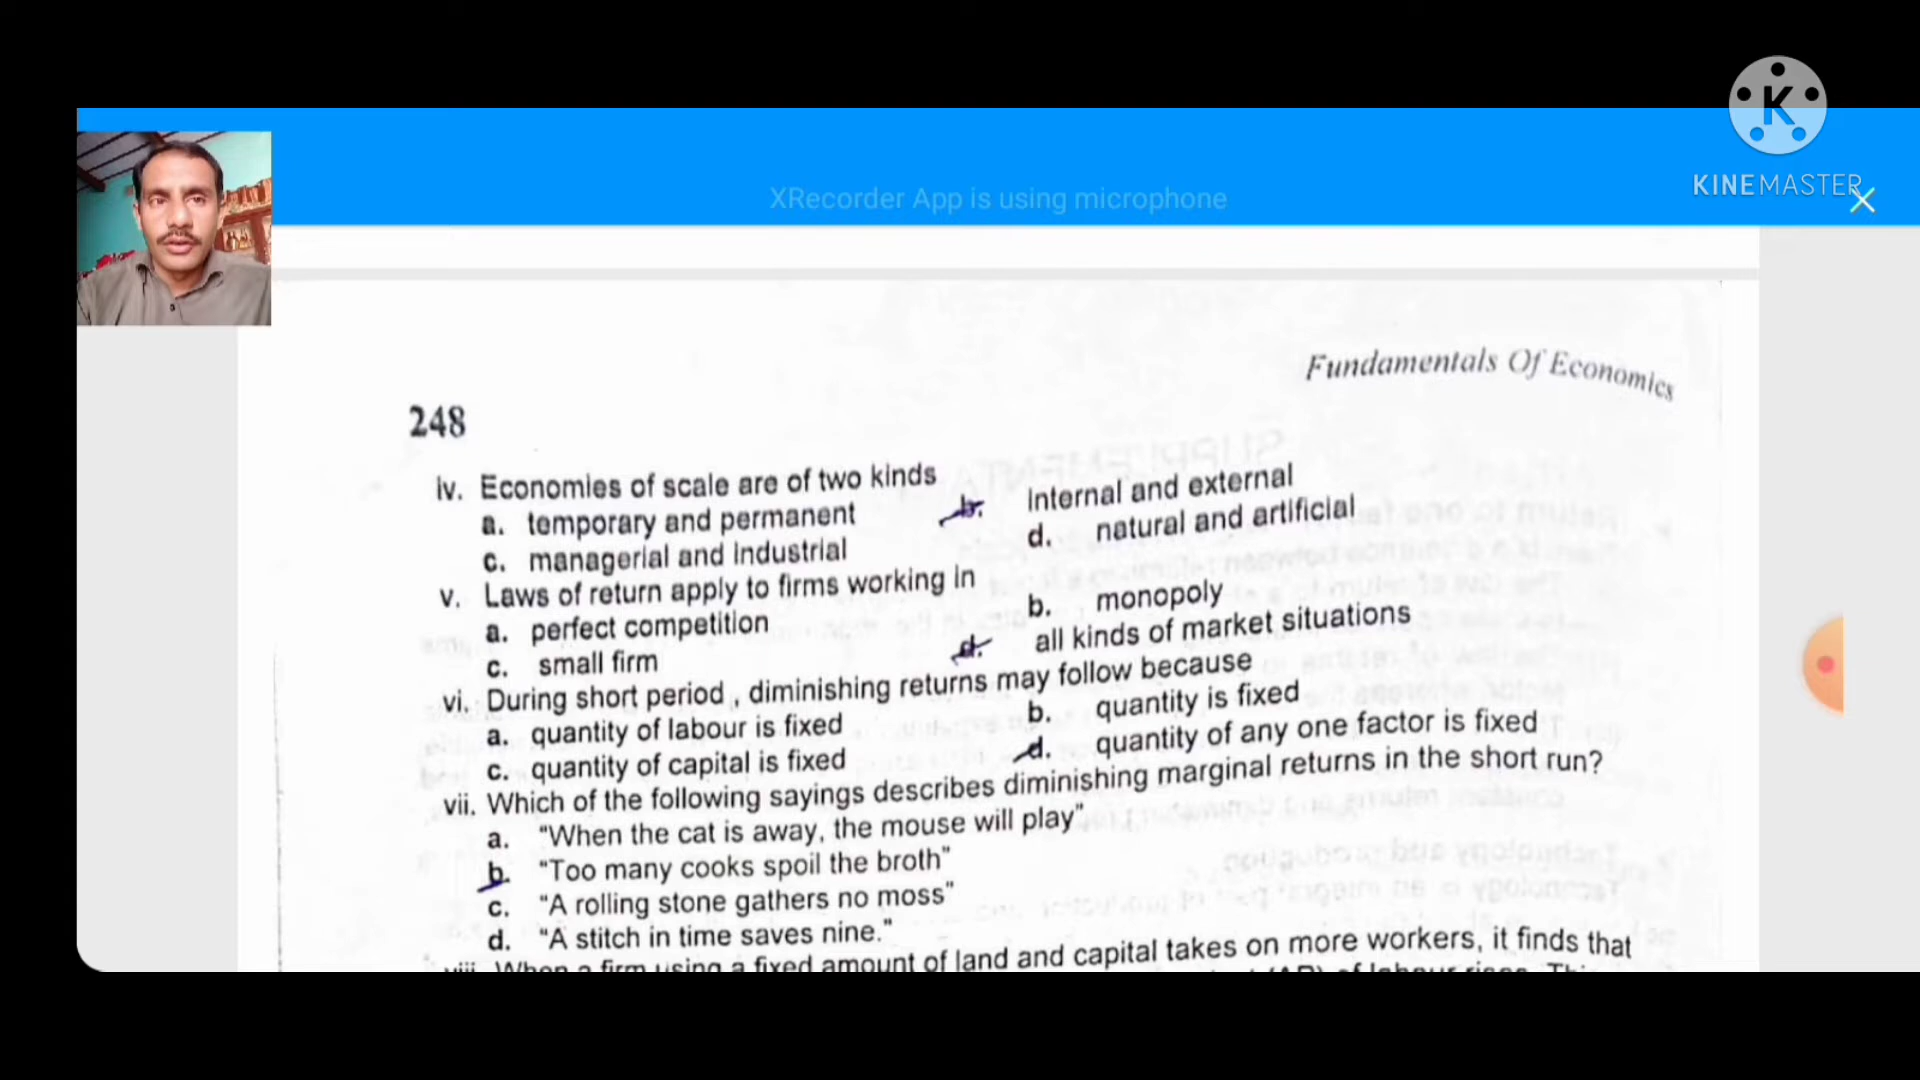 K
KINEMASTER
XRecorder App is using microphone
Fundamentals Of Economics
248
iv. Economies of scale are of two kinds
a. temporary and permanent b. internal and external
c. managerial and industrial d. natural and artificial
v. Laws of return apply to firms working in
a. perfect competition b. monopoly
c. small firm d. all kinds of market situations
vi. During short period, diminishing returns may follow because
a. quantity of labour is fixed b. quantity is fixed
c. quantity of capital is fixed d. quantity of any one factor is fixed
vii. Which of the following sayings describes diminishing marginal returns in the short run?
a. “When the cat is away, the mouse will play”
b. “Too many cooks spoil the broth”
c. “A rolling stone gathers no moss”
d. “A stitch in time saves nine.”
viii. When a firm using a fixed amount of land and capital takes on more workers, it finds that